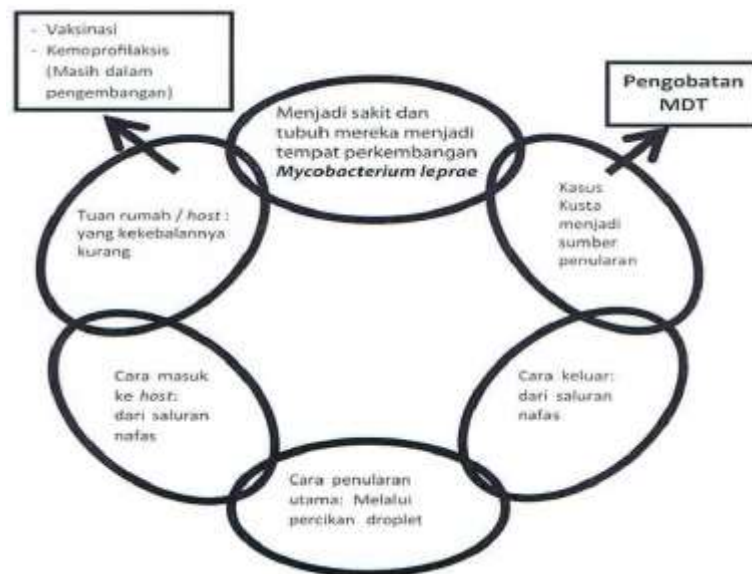 - Vaksinasi
- Kemoprofilaksis
(Masih dalam
pengembangan)
Menjadi sakit dan
tubuh mereka menjadi
tempat perkembangan
Mycobacterium leprae
Pengobatan
MDT
Kasus
Kusta
menjadi
sumber
penularan
Cara keluar:
dari saluran
nafas
Cara penularan
utama: Melalui
percikan droplet
Cara masuk
ke host:
dari saluran
nafas
Tuan rumah / host :
yang kekebalannya
kurang